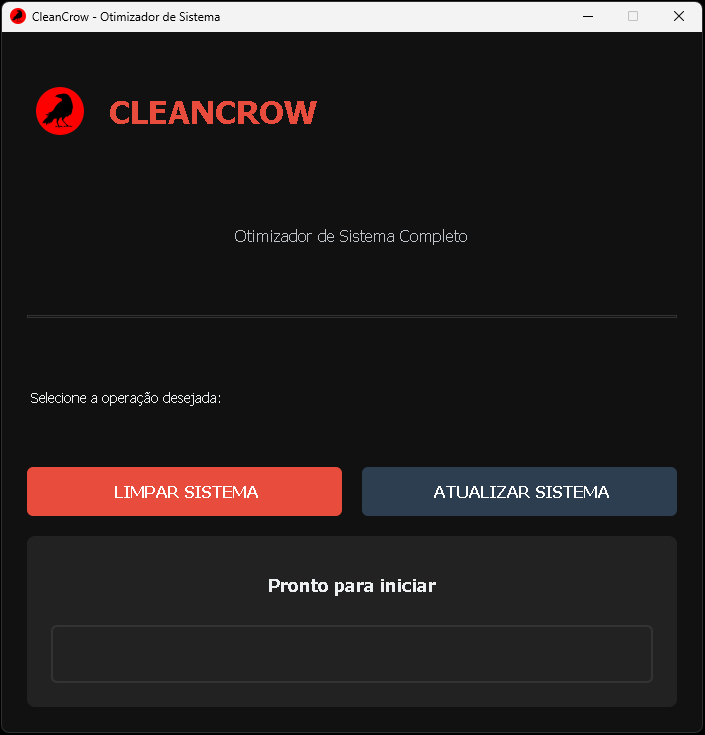 CleanCrow - Otimizador de Sistema
CLEANCROW
Otimizador de Sistema Completo
Selecione a operação desejada:
LIMPAR SISTEMA
ATUALIZAR SISTEMA
Pronto para iniciar